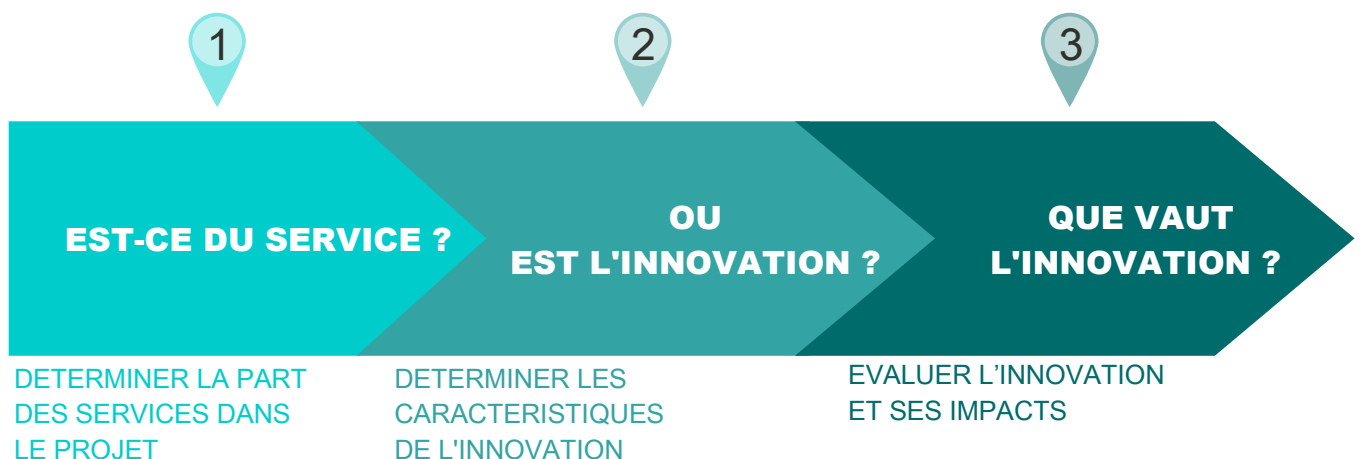 1
2
3
EST-CE DU SERVICE ?
OU
EST L'INNOVATION ?
QUE VAUT
L'INNOVATION ?
DETERMINER LA PART
DES SERVICES DANS
LE PROJET
DETERMINER LES
CARACTERISTIQUES
DE L'INNOVATION
EVALUER L’INNOVATION
ET SES IMPACTS